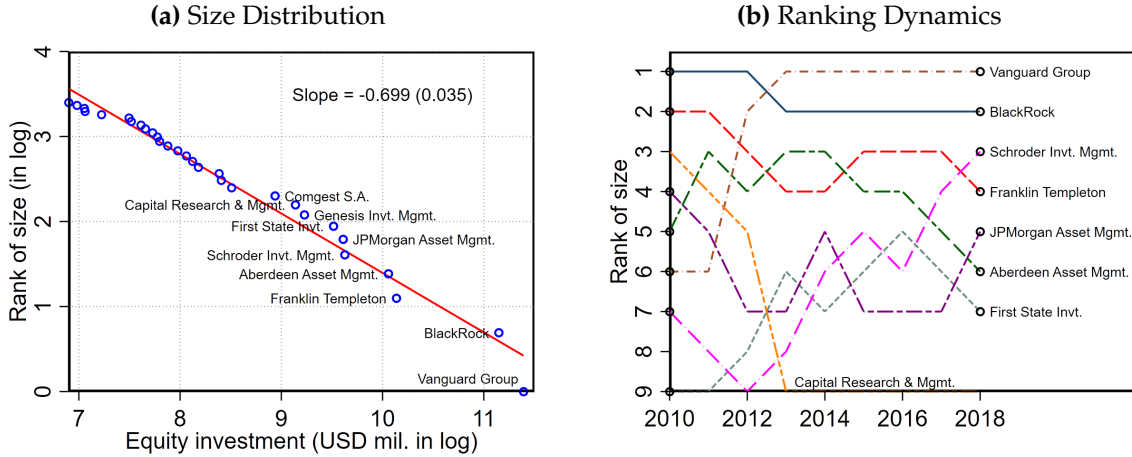 (a) Size Distribution
Rank of size (in log)
4
3
2
1
0
Slope = -0.699 (0.035)
Comgest S.A.
Capital Research & Mgmt.
Genesis Invt. Mgmt.
First State Invt.
JPMorgan Asset Mgmt.
Schroder Invt. Mgmt.
Aberdeen Asset Mgmt.
Franklin Templeton
BlackRock
Vanguard Group
7 8 9 10 11
Equity investment (USD mil. in log)
(b) Ranking Dynamics
Rank of size
1
2
3
4
5
6
7
8
9
Vanguard Group
BlackRock
Schroder Invt. Mgmt.
Franklin Templeton
JPMorgan Asset Mgmt.
Aberdeen Asset Mgmt.
First State Invt.
Capital Research & Mgmt.
2010 2012 2014 2016 2018